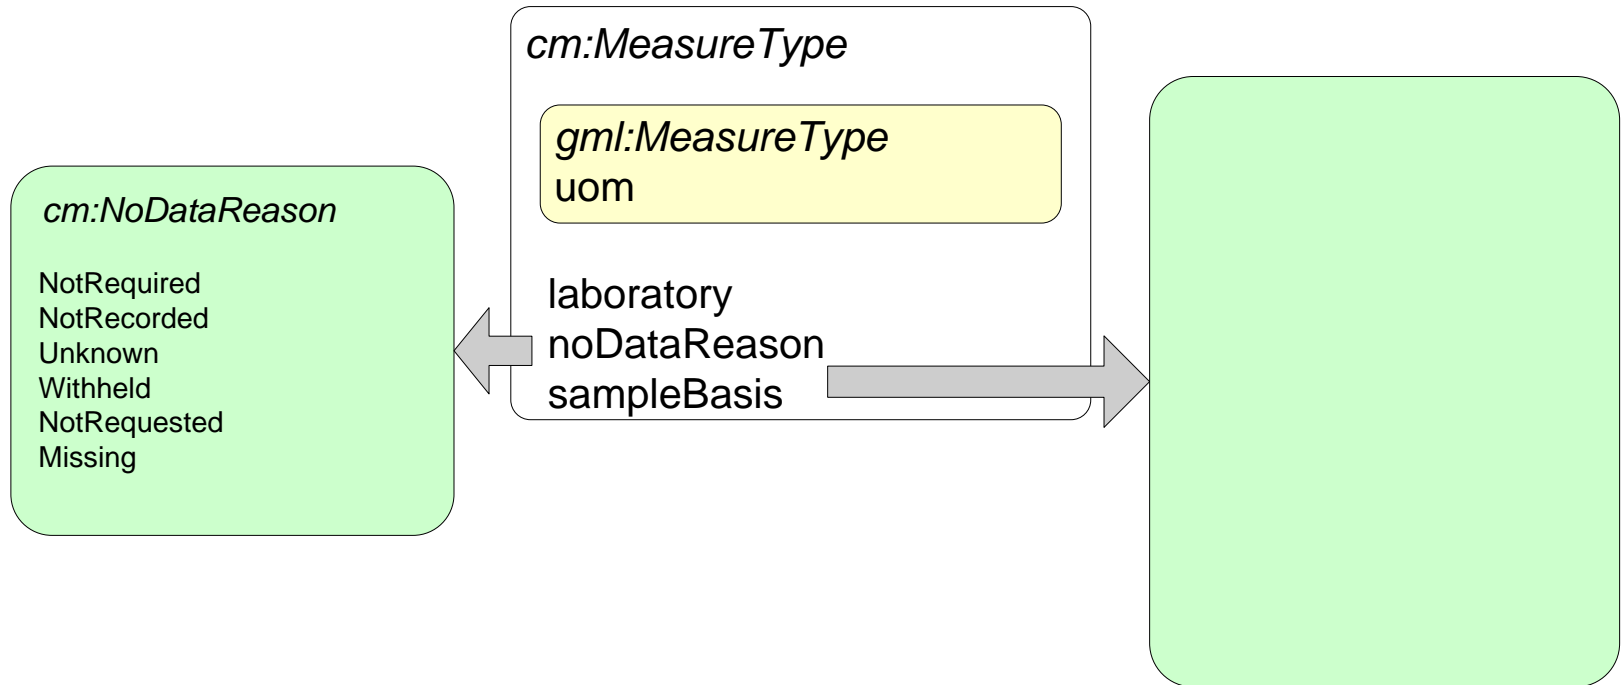 cm:MeasureType
gml:MeasureType
uom
cm:NoDataReason
NotRequired
NotRecorded
Unknown
Withheld
NotRequested
Missing
laboratory
noDataReason
sampleBasis